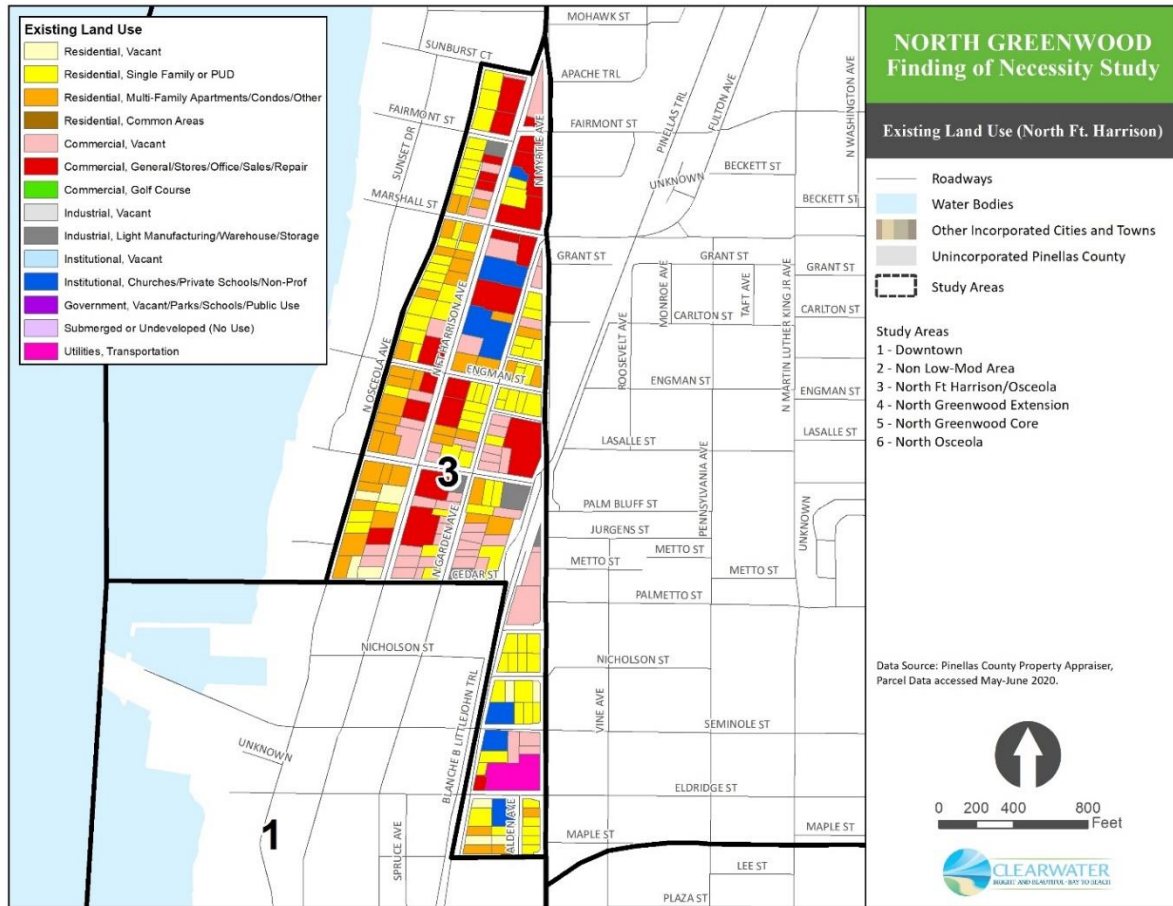 Existing Land Use
Residential, Vacant
Residential, Single Family or PUD
Residential, Multi-Family Apartments/Condos/Other
Residential, Common Areas
Commercial, Vacant
Commercial, General/Stores/Office/Sales/Repair
Commercial, Golf Course
Industrial, Vacant
Industrial, Light Manufacturing/Warehouse/Storage
Institutional, Vacant
Institutional, Churches/Private Schools/Non-Prof
Government, Vacant/Parks/Schools/Public Use
Submerged or Undeveloped (No Use)
Utilities, Transportation
MOHAWK ST
SUNBURST CT
APACHE TRL
PINELLAS TRL
FULTON AVE
N WASHINGTON AVE
FAIRMONT ST
FAIRMONT ST
SUNSET DR
N MYRTLE AVE
BECKETT ST
UNKNOWN
MARSHALL ST
BECKETT ST
GRANT ST
GRANT ST
GRANT ST
MONROE AVE
TAFT AVE
N MARTIN LUTHER KING JR AVE
CARLTON ST
CARLTON ST
ROOSEVELT AVE
N FT HARRISON AVE
N OSCEOLA AVE
ENGMAN ST
ENGMAN ST
ENGMAN ST
LASALLE ST
LASALLE ST
3
PENNSYLVANIA AVE
PALM BLUFF ST
UNKNOWN
JURGENS ST
N GARDEN AVE
METTO ST
METTO ST
METTO ST
CEDAR ST
PALMETTO ST
NICHOLSON ST
NICHOLSON ST
VINE AVE
SEMINOLE ST
UNKNOWN
BLANCHE B LITTLEJOHN TRL
ELDRIDGE ST
1
SPRUCE AVE
ALDEN AVE
MAPLE ST
MAPLE ST
LEE ST
PLAZA ST
NORTH GREENWOOD
Finding of Necessity Study
Existing Land Use (North Ft. Harrison)
Roadways
Water Bodies
Other Incorporated Cities and Towns
Unincorporated Pinellas County
Study Areas
Study Areas
1 - Downtown
2 - Non Low-Mod Area
3 - North Ft Harrison/Osceola
4 - North Greenwood Extension
5 - North Greenwood Core
6 - North Osceola
Data Source: Pinellas County Property Appraiser,
Parcel Data accessed May-June 2020.
0 200 400 800
Feet
CLEARWATER
BRIGHT AND BEAUTIFUL · BAY TO BEACH